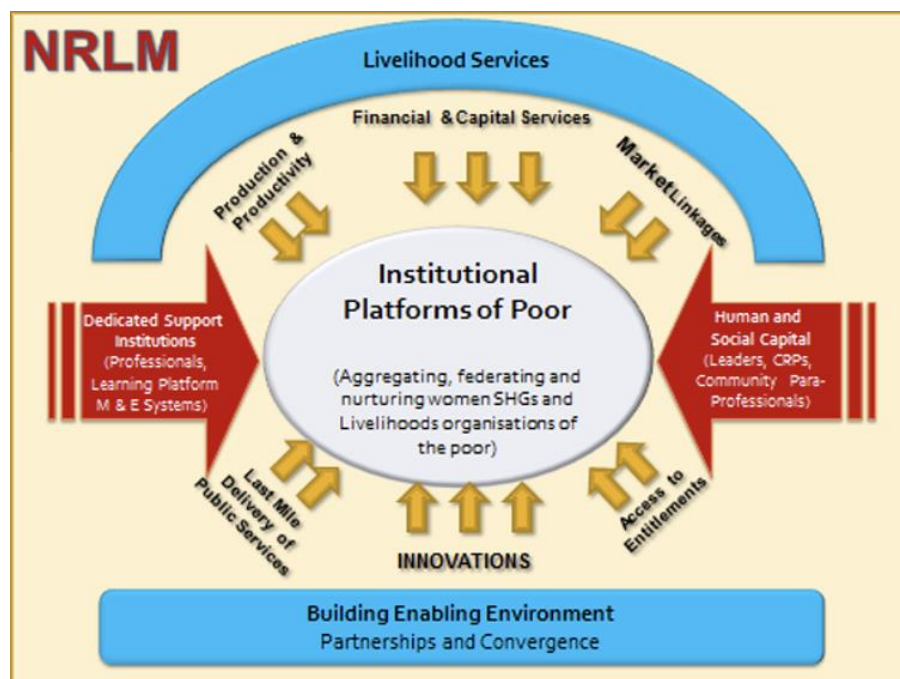 NRLM
Livelihood Services
Financial & Capital Services
Production &
Productivity
Market Linkages
Institutional
Platforms of Poor
(Aggregating, federating and
nurturing women SHGs and
Livelihoods organisations of
the poor)
Dedicated Support
Institutions
(Professionals,
Learning Platform
M & E Systems)
Human and
Social Capital
(Leaders, CRPs,
Community Para-
Professionals)
Last Mile
Delivery of
Public Services
INNOVATIONS
Access to
Entitlements
Building Enabling Environment
Partnerships and Convergence